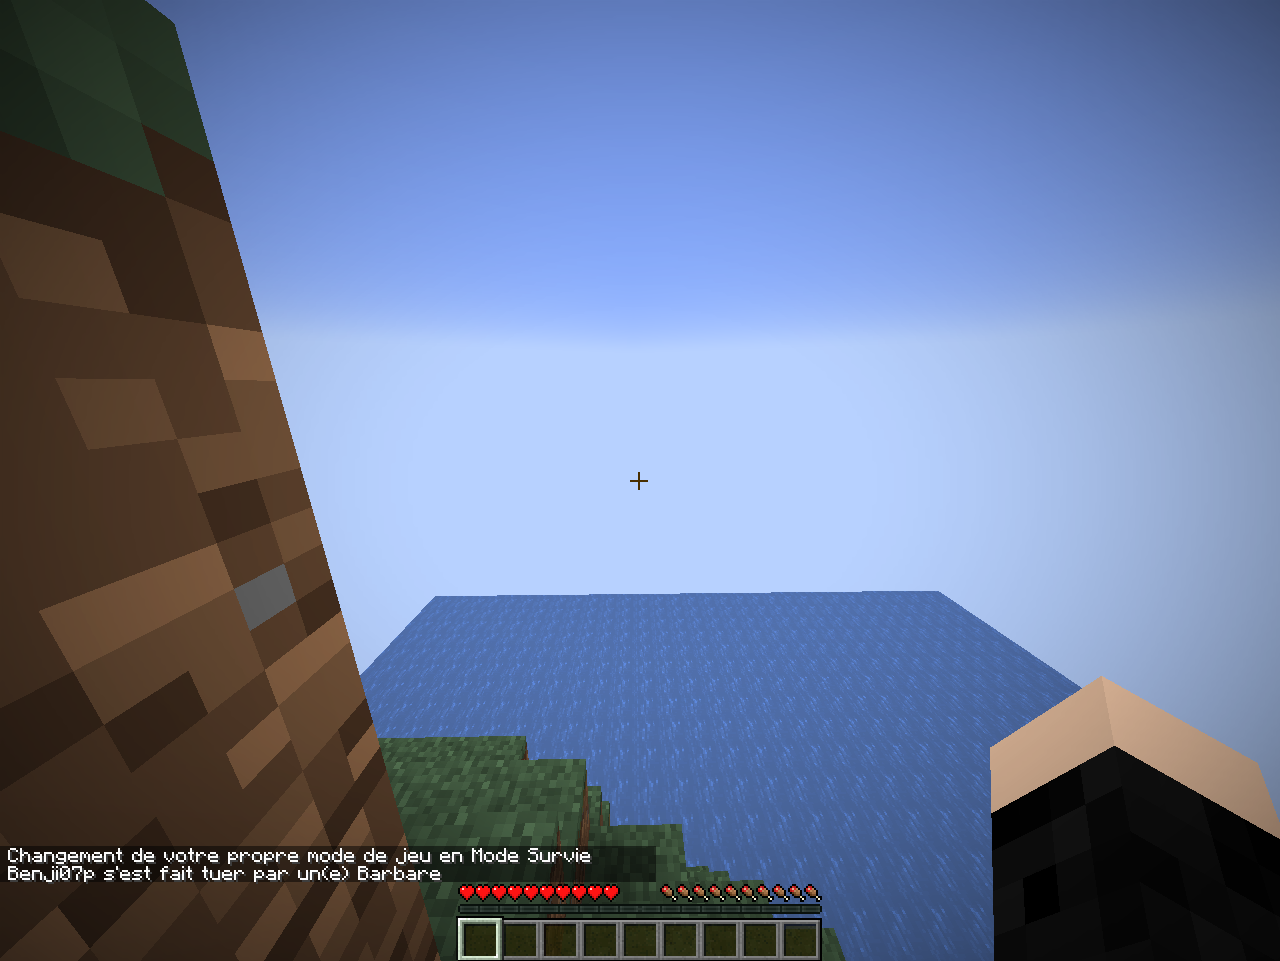 Changement de votre propre mode de jeu en Mode Survie
Benji07p s'est fait tuer par un(e) Barbare